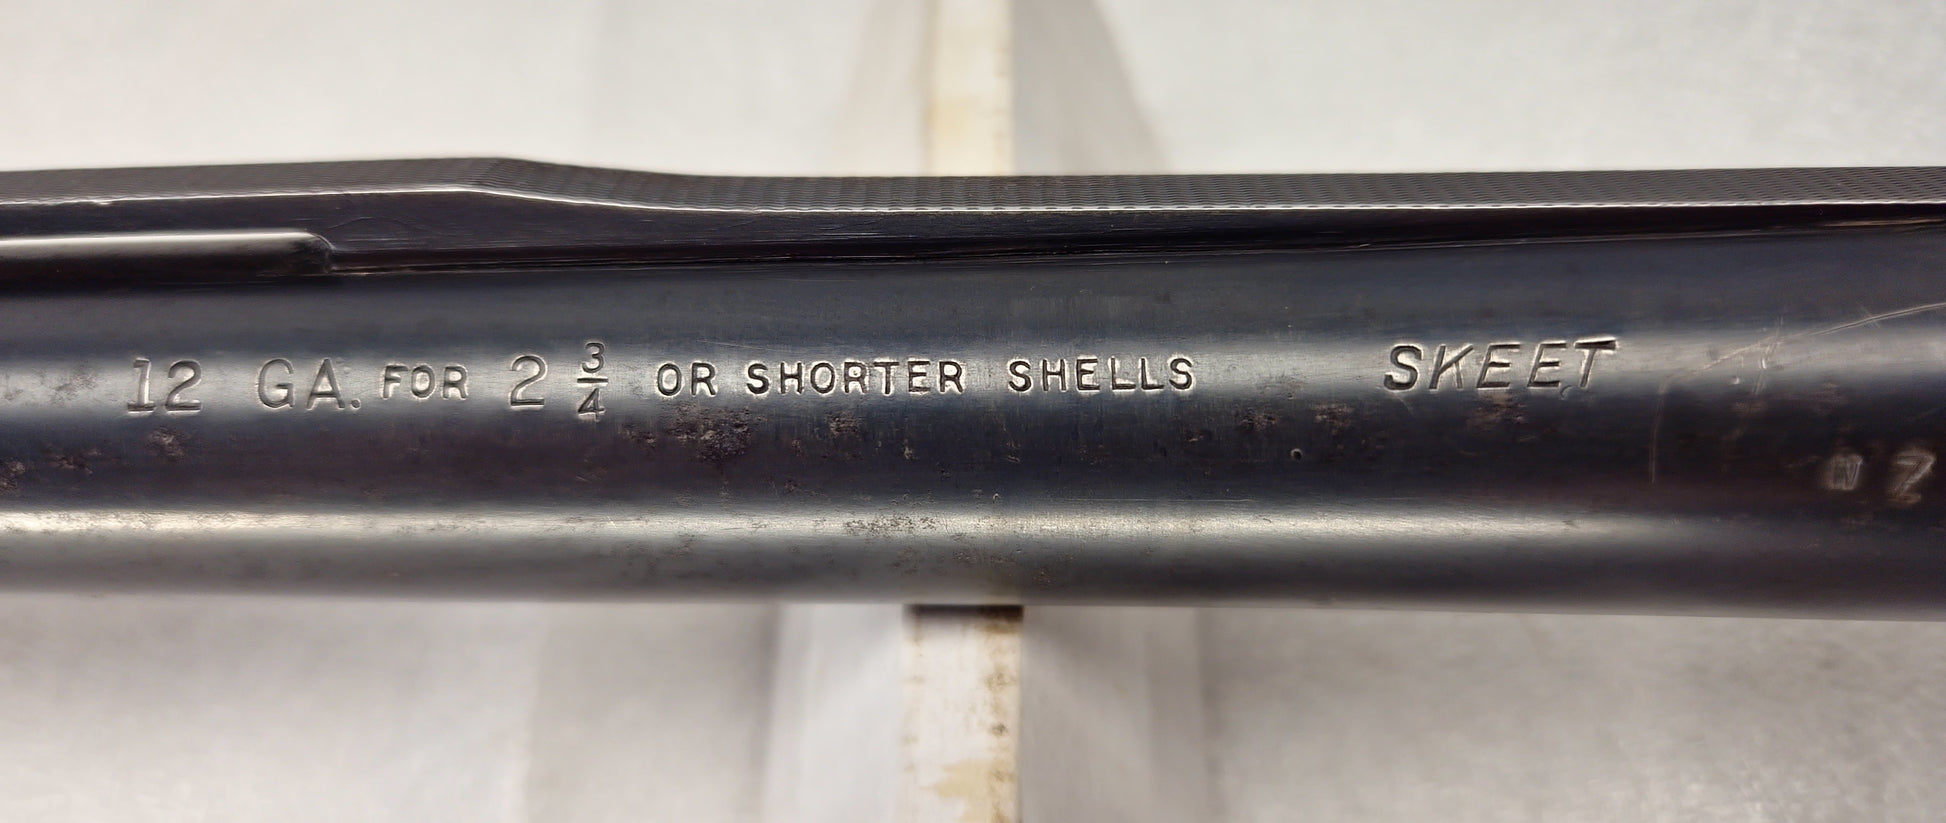 12 GA. FOR 2 3/4 OR SHORTER SHELLS SKEET